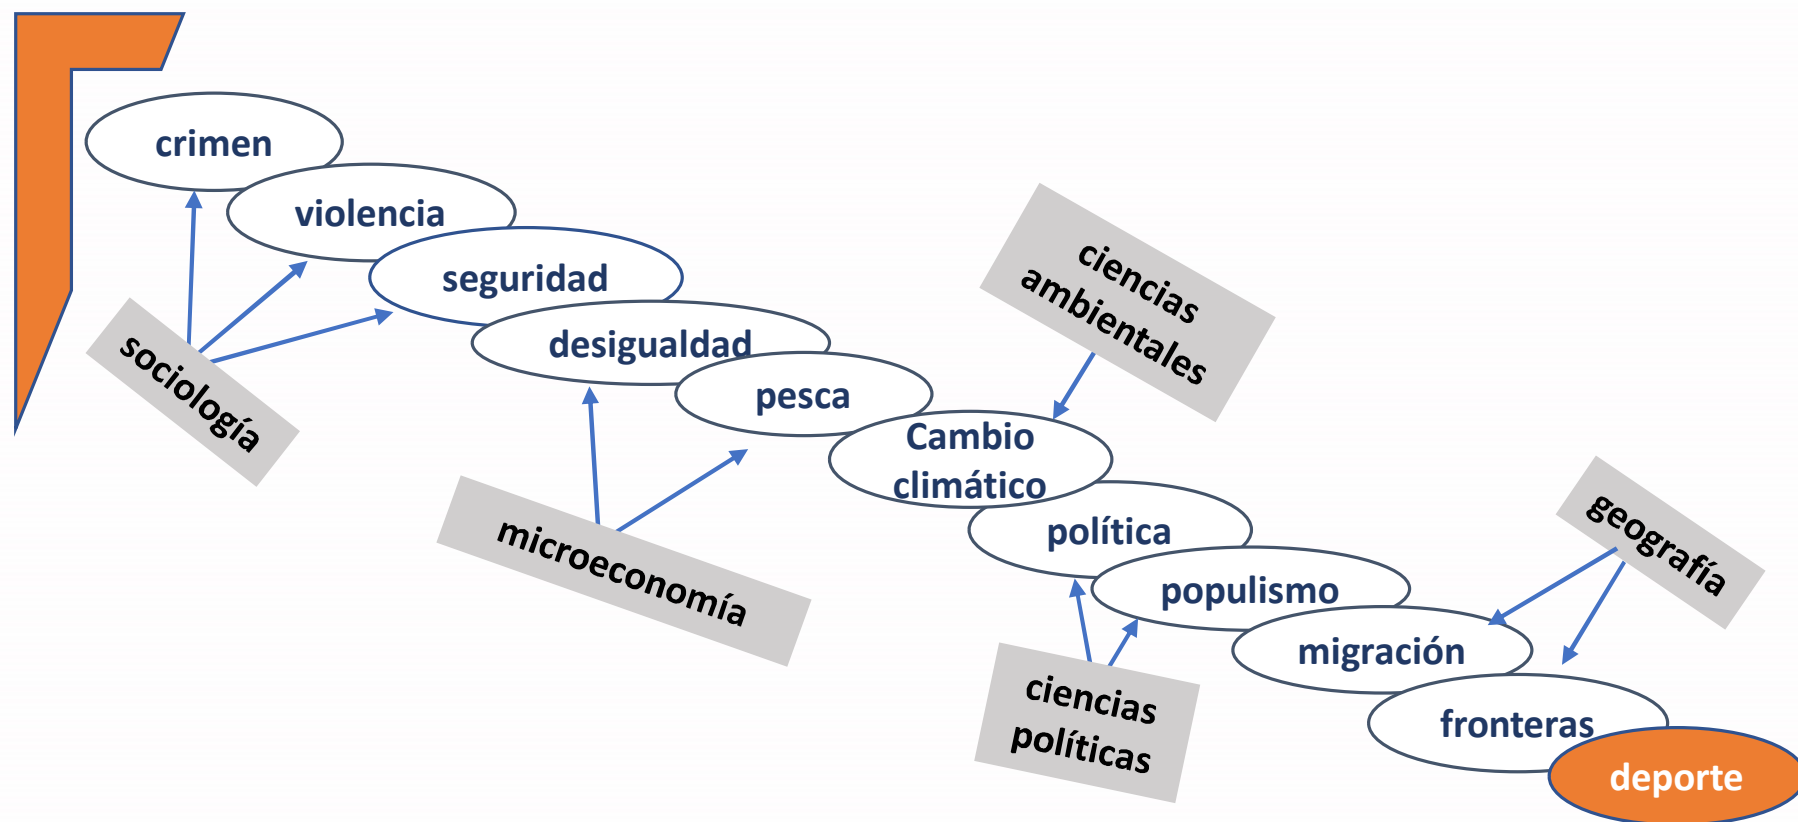 crimen
violencia
seguridad
desigualdad
pesca
Cambio
climático
política
populismo
migración
fronteras
deporte
sociología
microeconomía
ciencias
ambientales
ciencias
políticas
geografía